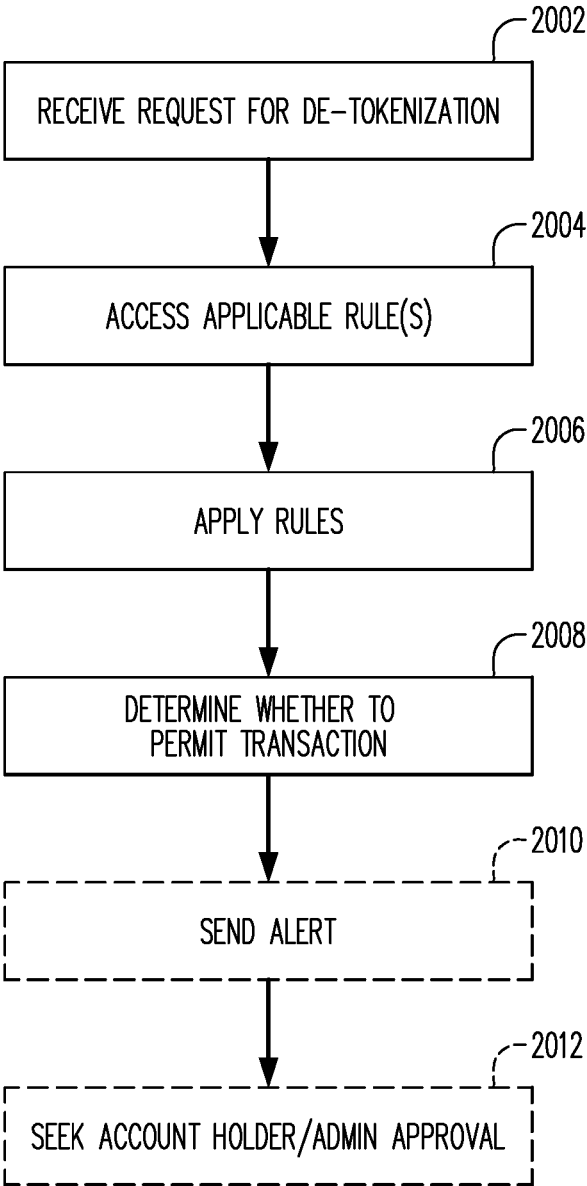 2002
RECEIVE REQUEST FOR DE-TOKENIZATION
2004
ACCESS APPLICABLE RULE(S)
2006
APPLY RULES
2008
DETERMINE WHETHER TO
PERMIT TRANSACTION
2010
SEND ALERT
2012
SEEK ACCOUNT HOLDER/ADMIN APPROVAL